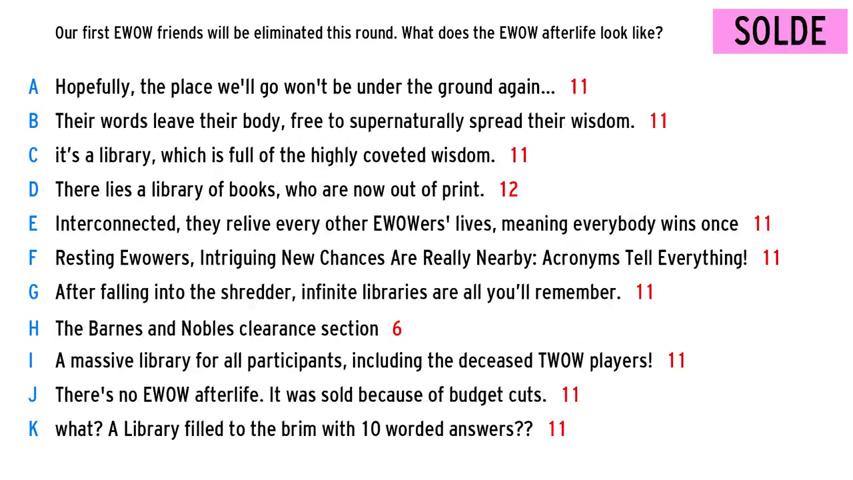 Our first EWOW friends will be eliminated this round. What does the EWOW afterlife look like?
SOLDE
A Hopefully, the place we'll go won't be under the ground again... 11
B Their words leave their body, free to supernaturally spread their wisdom. 11
C it’s a library, which is full of the highly coveted wisdom. 11
D There lies a library of books, who are now out of print. 12
E Interconnected, they relive every other EWOWers' lives, meaning everybody wins once 11
F Resting Ewowers, Intriguing New Chances Are Really Nearby: Acronyms Tell Everything! 11
G After falling into the shredder, infinite libraries are all you’ll remember. 11
H The Barnes and Nobles clearance section 6
I A massive library for all participants, including the deceased TWOW players! 11
J There's no EWOW afterlife. It was sold because of budget cuts. 11
K what? A Library filled to the brim with 10 worded answers?? 11